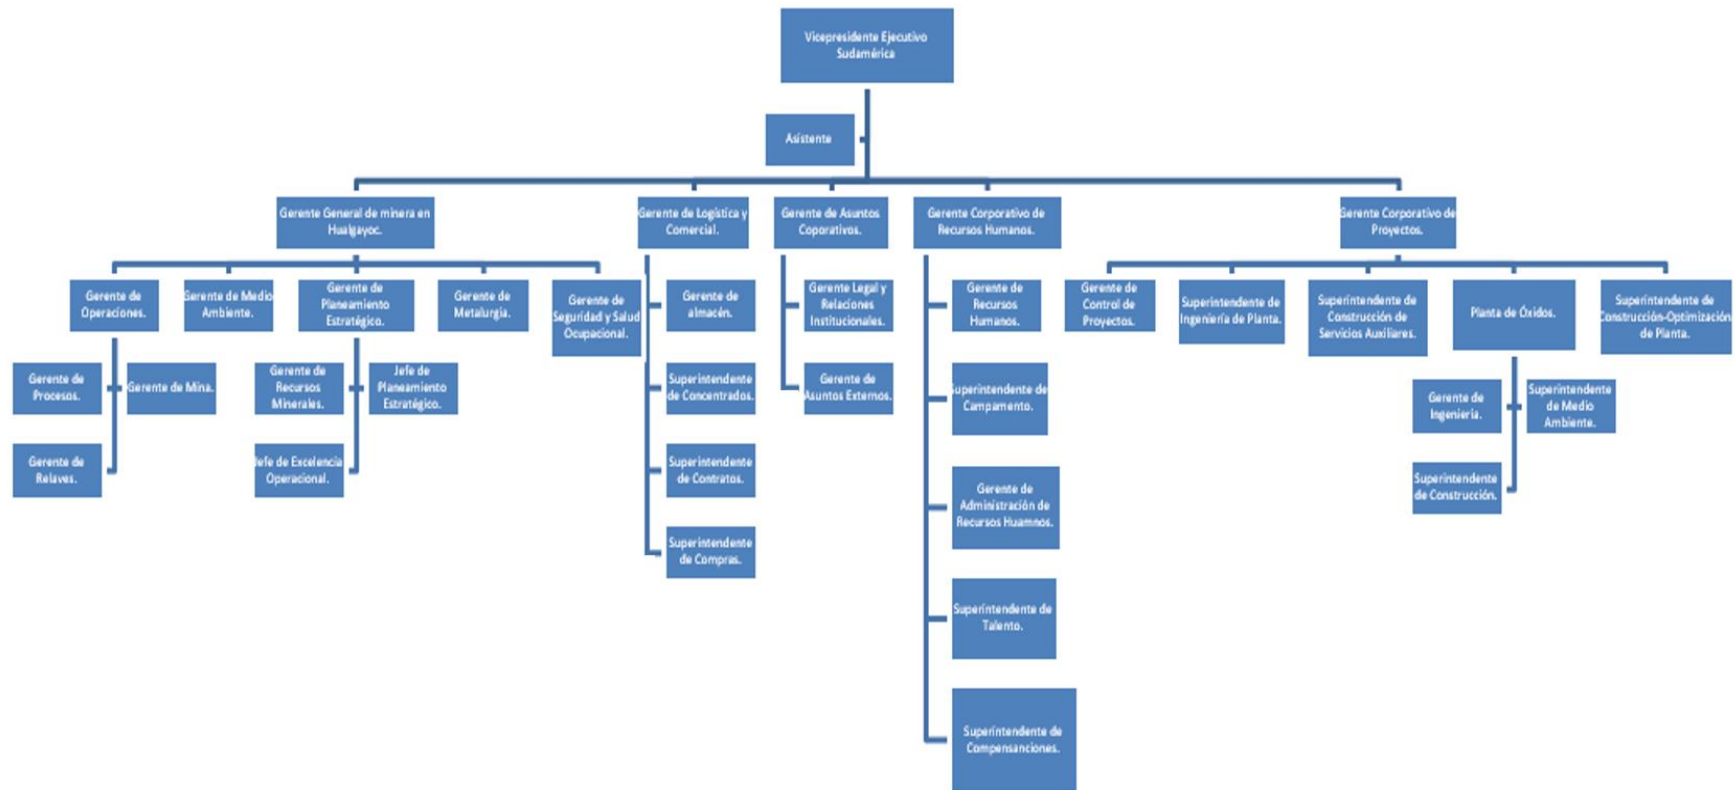 Vicepresidente Ejecutivo
Sudamérica
Asistente
Gerente General de minera en
Hualgayoc.
Gerente de Logística y
Comercial.
Gerente de Asuntos
Coporativos.
Gerente Corporativo de
Recursos Humanos.
Gerente Corporativo de
Proyectos.
Gerente de
Operaciones.
Gerente de Medio
Ambiente.
Gerente de
Planeamiento
Estratégico.
Gerente de
Metalurgia.
Gerente de
Seguridad y Salud
Ocupacional.
Gerente de
Procesos.
Gerente de Mina.
Gerente de
Relaves.
Gerente de
Recursos
Minerales.
Jefe de
Planeamiento
Estratégico.
Jefe de Excelencia
Operacional.
Gerente de
almacén.
Superintendente
de Concentrados.
Superintendente
de Contratos.
Superintendente
de Compras.
Gerente Legal y
Relaciones
Institucionales.
Gerente de
Asuntos Externos.
Gerente de
Recursos
Humanos.
Superintendente de
Campamento.
Gerente de
Administración de
Recursos Huamnos.
Superintendente de
Talento.
Superintendente de
Compensanciones.
Gerente de
Control de
Proyectos.
Superintendente de
Ingeniería de Planta.
Superintendente de
Construcción de
Servicios Auxiliares.
Planta de Óxidos.
Superintendente de
Construcción-Optimización
de Planta.
Gerente de
Ingeniería.
Superintendente
de Medio
Ambiente.
Superintendente
de Construcción.